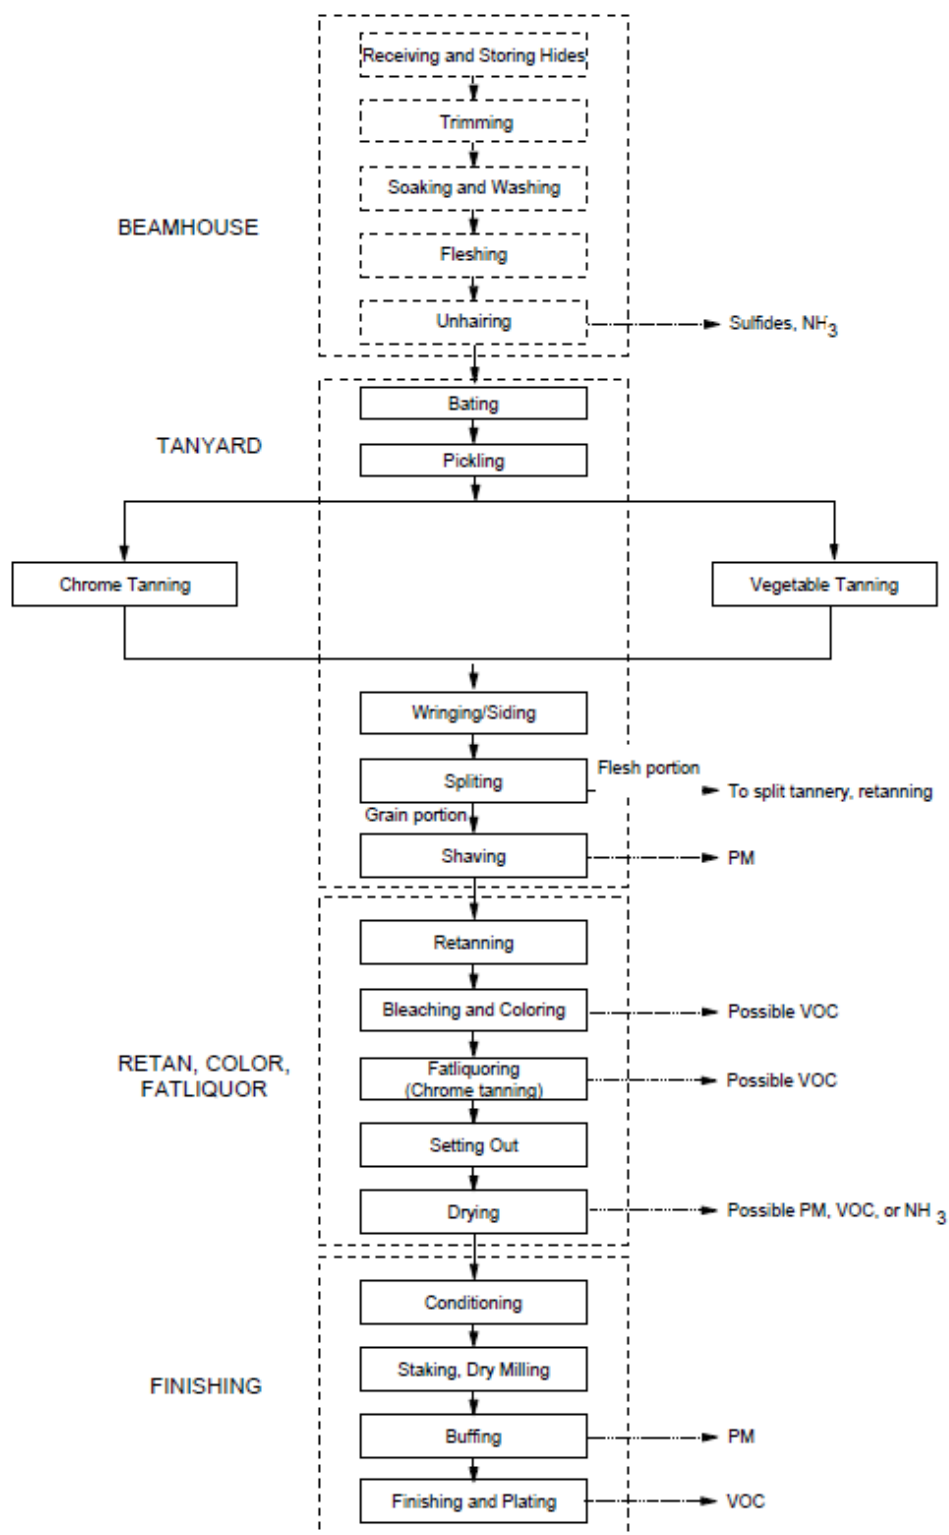 Receiving and Storing Hides
Trimming
Soaking and Washing
BEAMHOUSE
Fleshing
Unhairing
Sulfides, NH3
Bating
TANYARD
Pickling
Chrome Tanning
Vegetable Tanning
Wringing/Siding
Spliting
Flesh portion
To split tannery, retanning
Grain portion
Shaving
PM
Retanning
Bleaching and Coloring
Possible VOC
RETAN, COLOR,
FATLIQUOR
Fatliquoring
(Chrome tanning)
Possible VOC
Setting Out
Drying
Possible PM, VOC, or NH 3
Conditioning
Staking, Dry Milling
FINISHING
Buffing
PM
Finishing and Plating
VOC